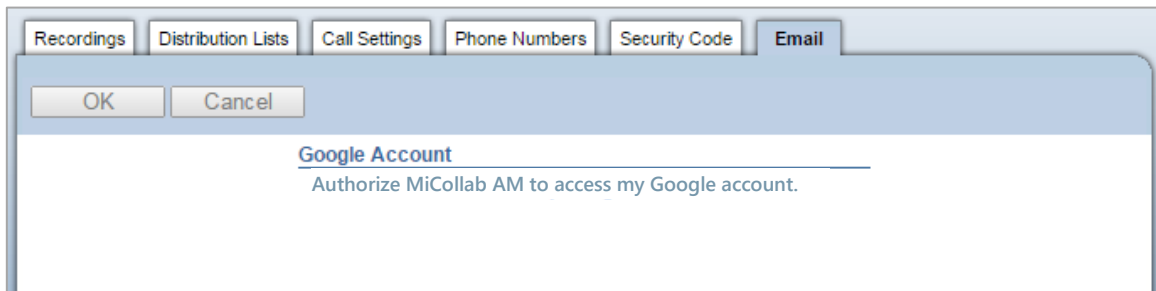 Recordings Distribution Lists Call Settings Phone Numbers Security Code Email
OK Cancel
Google Account
Authorize MiCollab AM to access my Google account.